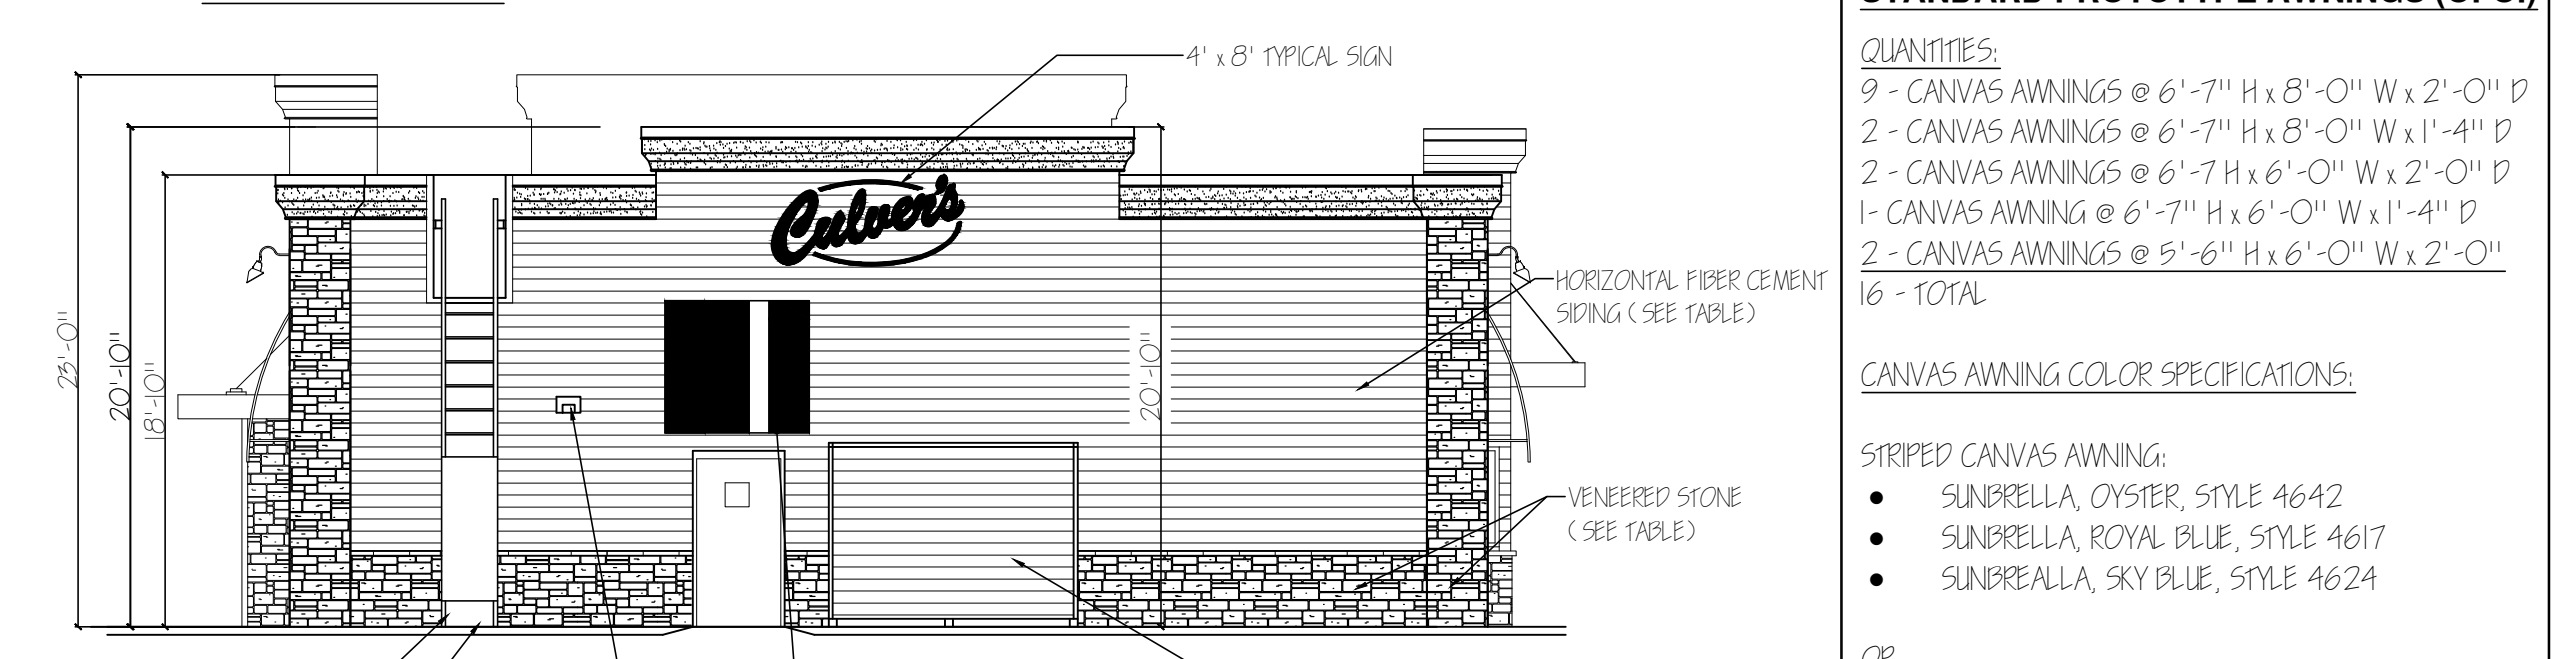 4' x 8' TYPICAL SIGN
Culver's
23'-0"
20'-10"
18'-10"
20'-10"
HORIZONTAL FIBER CEMENT
SIDING (SEE TABLE)
VENEERED STONE
(SEE TABLE)
STANDARD PROTOTYPE AWNINGS
QUANTITIES:
9 - CANVAS AWNINGS @ 6'-7" H x 8'-0" W x 2'-0" D
2 - CANVAS AWNINGS @ 6'-7" H x 8'-0" W x 1'-4" D
2 - CANVAS AWNINGS @ 6'-7 H x 6'-0" W x 2'-0" D
1- CANVAS AWNING @ 6'-7" H x 6'-0" W x 1'-4" D
2 - CANVAS AWNINGS @ 5'-6" H x 6'-0" W x 2'-0"
16 - TOTAL
CANVAS AWNING COLOR SPECIFICATIONS:
STRIPED CANVAS AWNING:
● SUNBRELLA, OYSTER, STYLE 4642
● SUNBRELLA, ROYAL BLUE, STYLE 4617
● SUNBREALLA, SKY BLUE, STYLE 4624
OR